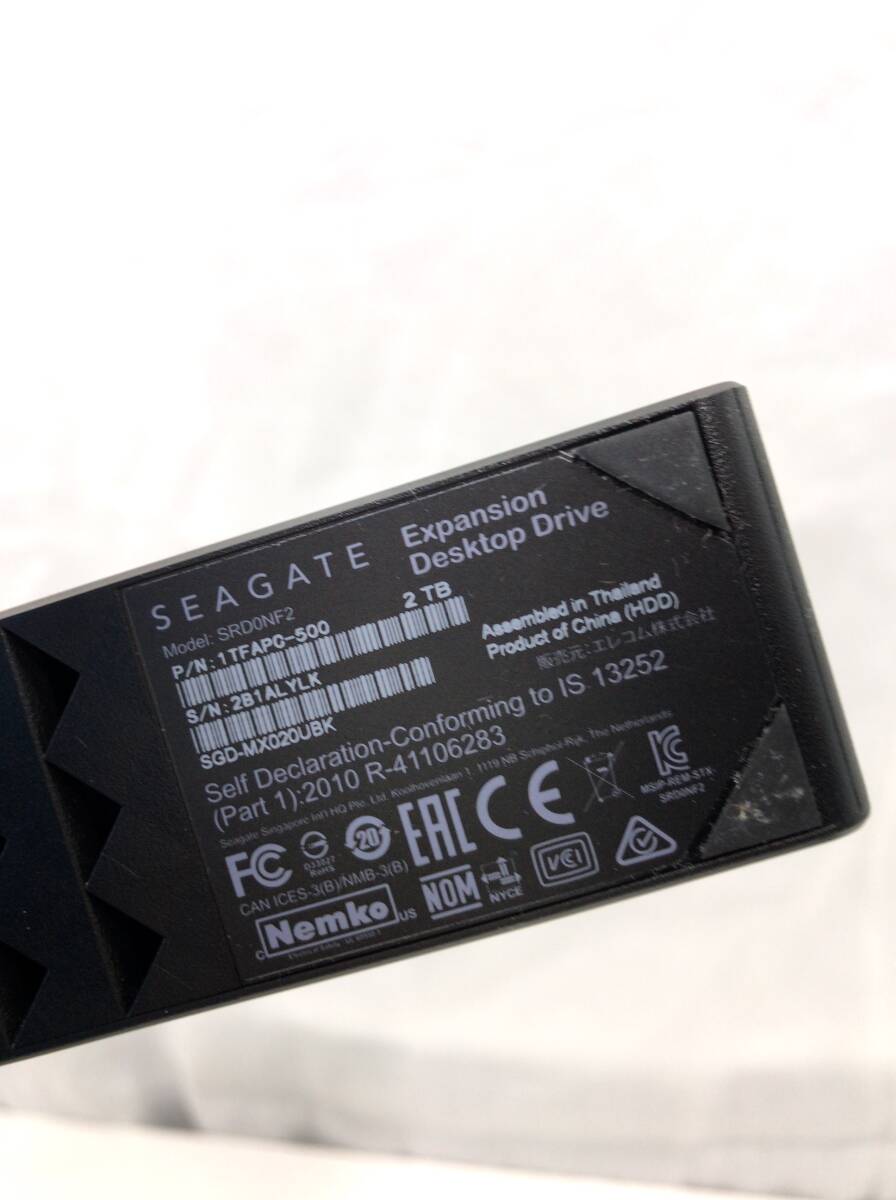 SEAGATE
Expansion
Desktop Drive
Model: SRD0NF2
2 TB
P/N: 1TFAPC-500
S/N: 2B1ALYLK
SGD-MX020UBK
Assembled in Thailand
Product of China (HDD)
販売元:エレコム株式会社
Self Declaration-Conforming to IS 13252
(Part 1):2010 R-41106283
Seagate Singapore Int'l HQ Pte. Ltd. Koolhovenlaan 1, 1119 NB Schiphol-Rijk, The Netherlands
FC
D33027
RoHS
20
EAC
CE
MSIP-REM-STX
SRD0NF2
CAN ICES-3(B)/NMB-3(B)
C Nemko US
NOM
NYCE
VCI